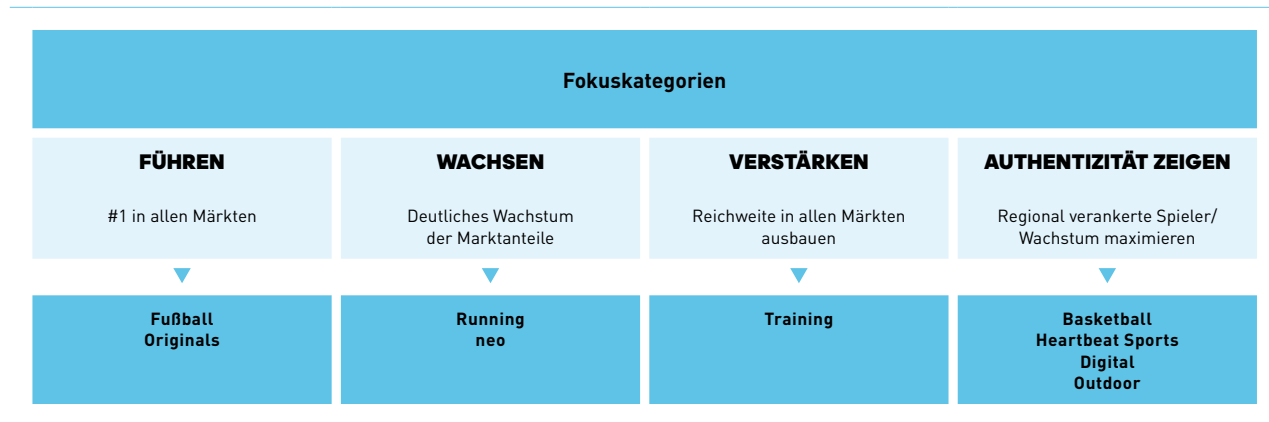 Fokuskategorien
FÜHREN
#1 in allen Märkten
Fußball
Originals
WACHSEN
Deutliches Wachstum
der Marktanteile
Running
neo
VERSTÄRKEN
Reichweite in allen Märkten
ausbauen
Training
AUTHENTIZITÄT ZEIGEN
Regional verankerte Spieler/
Wachstum maximieren
Basketball
Heartbeat Sports
Digital
Outdoor